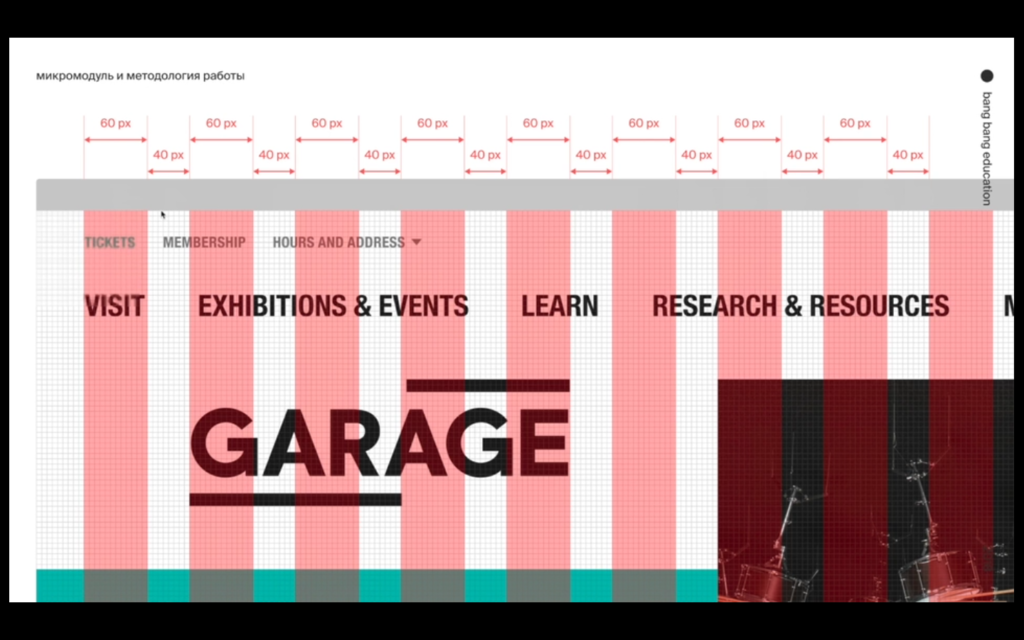 микромодуль и методология работы
bang bang education
60 px 60 px 60 px 60 px 60 px 60 px 60 px 60 px
40 px 40 px 40 px 40 px 40 px 40 px 40 px 40 px
TICKETS MEMBERSHIP HOURS AND ADDRESS
VISIT EXHIBITIONS & EVENTS LEARN RESEARCH & RESOURCES
GARAGE